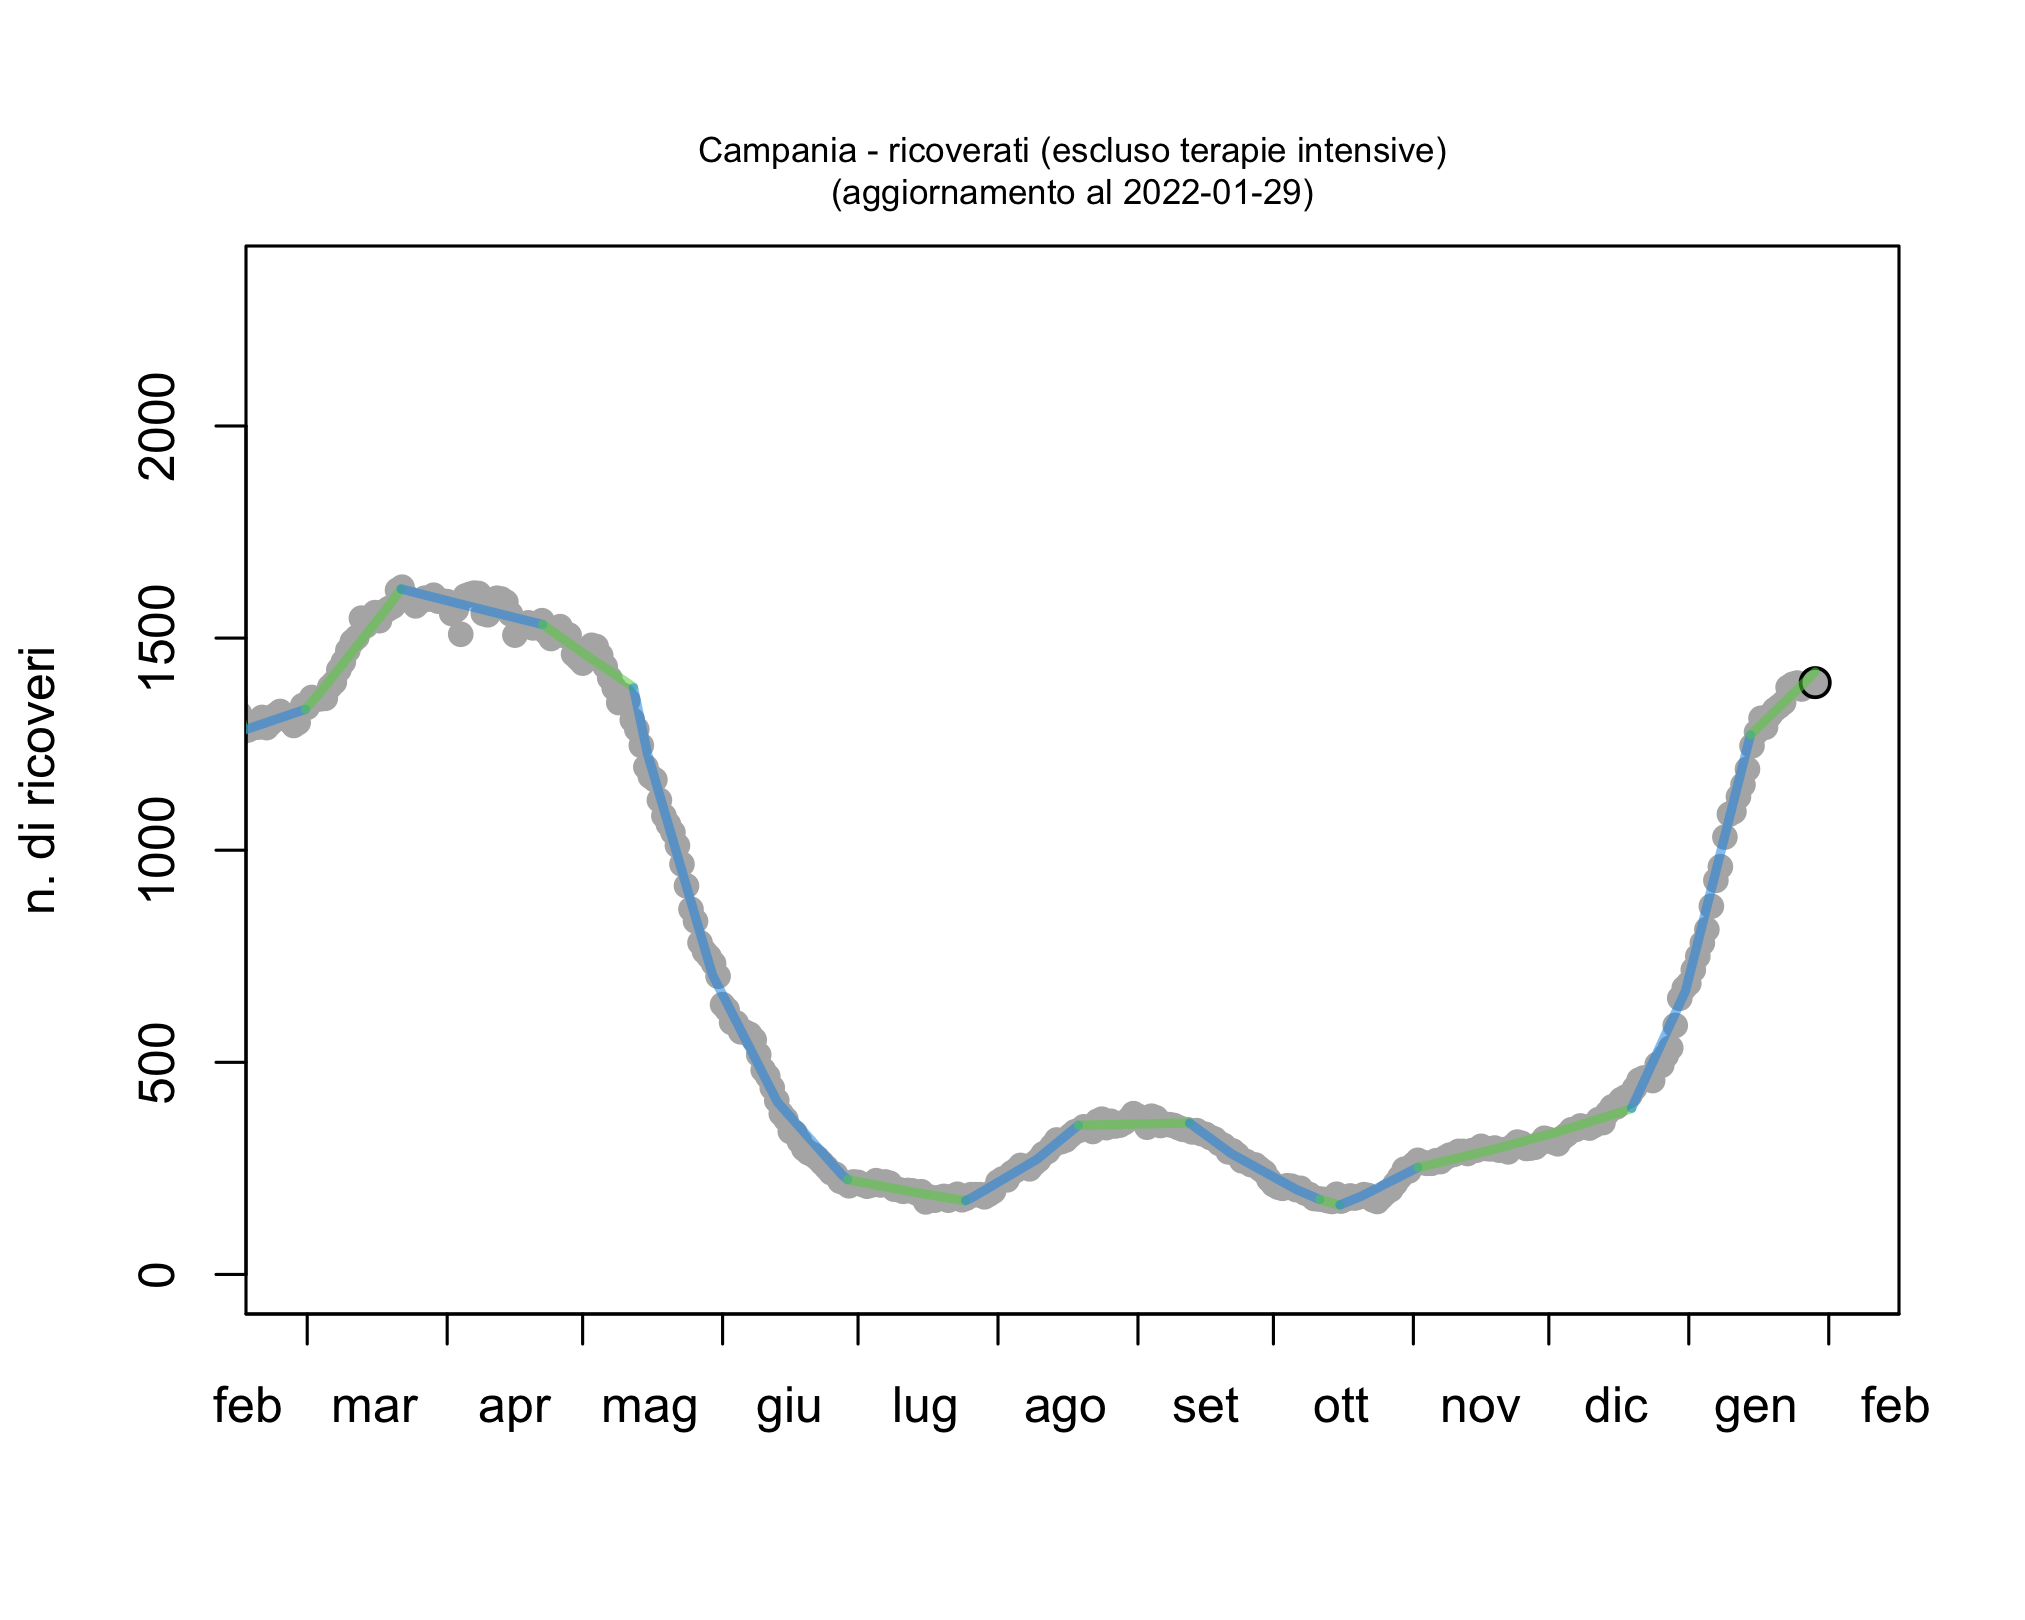 Campania - ricoverati (escluso terapie intensive)
(aggiornamento al 2022-01-29)
n. di ricoveri
2000
1500
1000
500
0
feb mar apr mag giu lug ago set ott nov dic gen feb